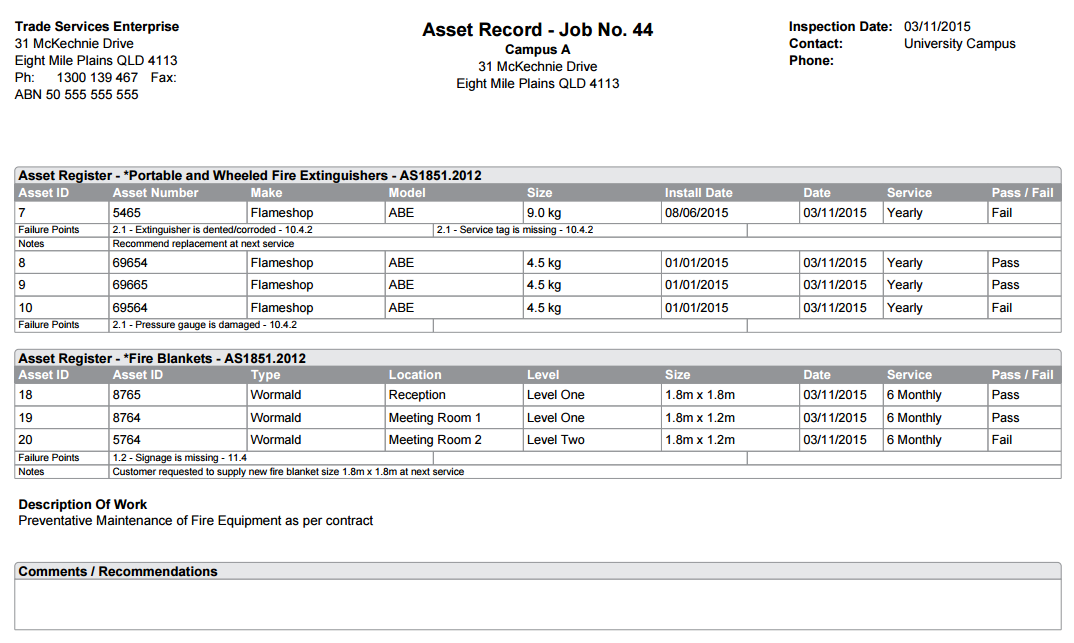 Trade Services Enterprise
31 McKechnie Drive
Eight Mile Plains QLD 4113
Ph: 1300 139 467 Fax:
ABN 50 555 555 555
Asset Record - Job No. 44
Campus A
31 McKechnie Drive
Eight Mile Plains QLD 4113
Inspection Date: 03/11/2015
Contact: University Campus
Phone:
Asset Register - *Portable and Wheeled Fire Extinguishers - AS1851.2012
Asset ID Asset Number Make Model Size Install Date Date Service Pass / Fail
7 5465 Flameshop ABE 9.0 kg 08/06/2015 03/11/2015 Yearly Fail
Failure Points 2.1 - Extinguisher is dented/corroded - 10.4.2 2.1 - Service tag is missing - 10.4.2
Notes Recommend replacement at next service
8 69654 Flameshop ABE 4.5 kg 01/01/2015 03/11/2015 Yearly Pass
9 69665 Flameshop ABE 4.5 kg 01/01/2015 03/11/2015 Yearly Pass
10 69564 Flameshop ABE 4.5 kg 01/01/2015 03/11/2015 Yearly Fail
Failure Points 2.1 - Pressure gauge is damaged - 10.4.2
Asset Register - *Fire Blankets - AS1851.2012
Asset ID Asset ID Type Location Level Size Date Service Pass / Fail
18 8765 Wormald Reception Level One 1.8m x 1.8m 03/11/2015 6 Monthly Pass
19 8764 Wormald Meeting Room 1 Level One 1.8m x 1.2m 03/11/2015 6 Monthly Pass
20 5764 Wormald Meeting Room 2 Level Two 1.8m x 1.2m 03/11/2015 6 Monthly Fail
Failure Points 1.2 - Signage is missing - 11.4
Notes Customer requested to supply new fire blanket size 1.8m x 1.8m at next service
Description Of Work
Preventative Maintenance of Fire Equipment as per contract
Comments / Recommendations